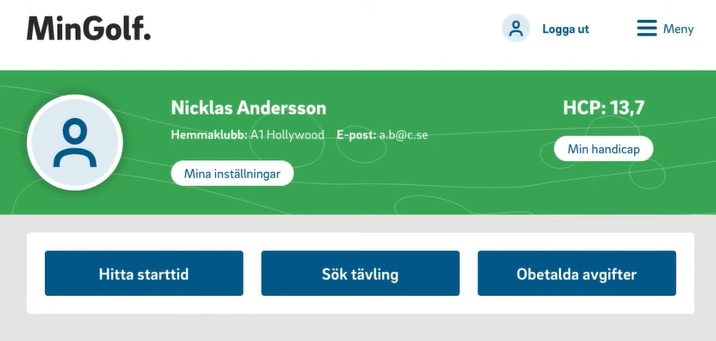 MinGolf.
Logga ut
Meny
Nicklas Andersson
HCP: 13,7
Hemmaklubb: A1 Hollywood E-post: a.b@c.se
Min handicap
Mina inställningar
Hitta starttid
Sök tävling
Obetalda avgifter